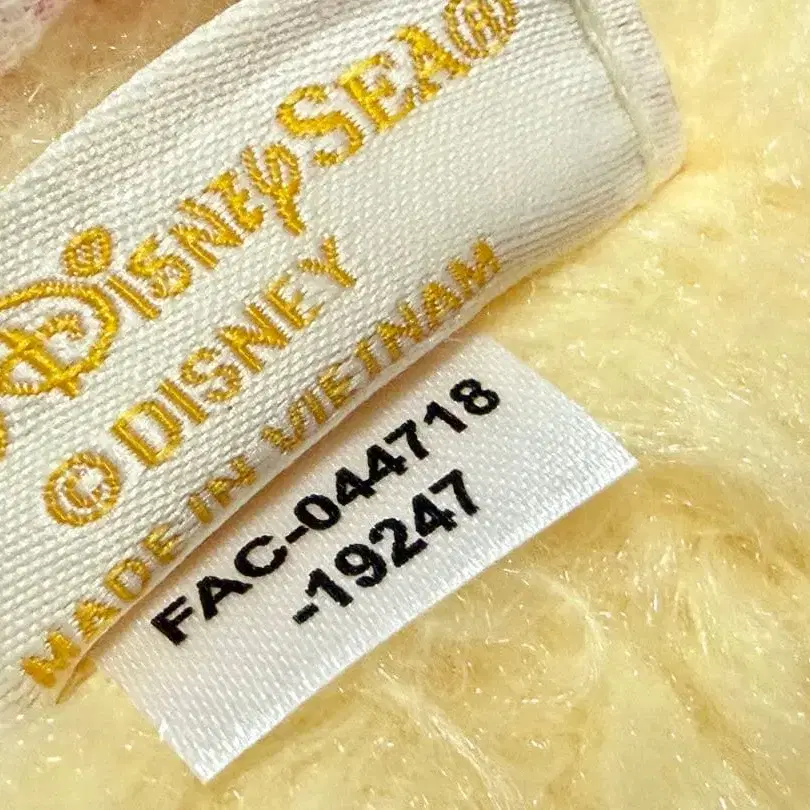 DISNEYSEA®
© DISNEY
MADE IN VIETNAM
FAC-044718
-19247